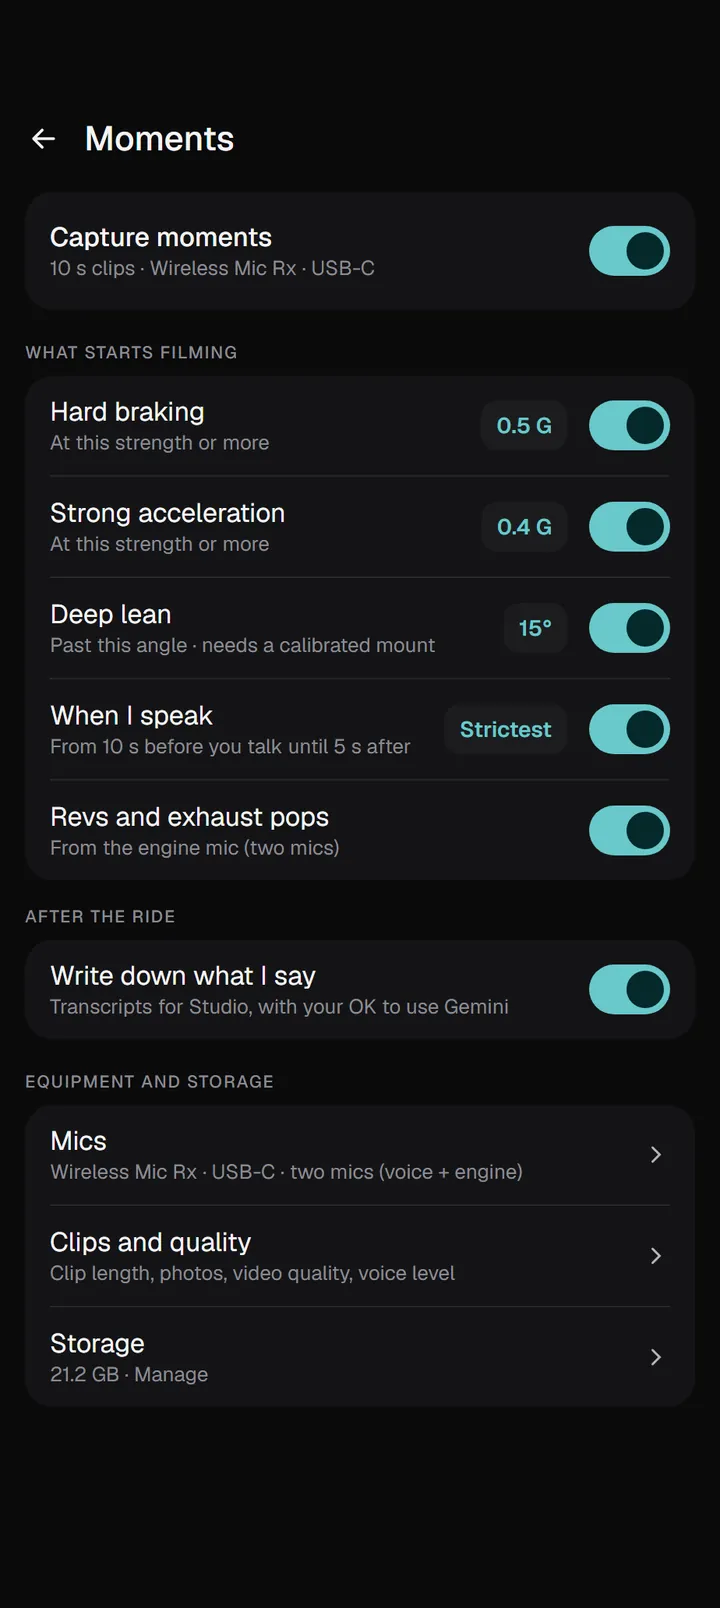 Moments
Capture moments
10 s clips · Wireless Mic Rx · USB-C
WHAT STARTS FILMING
Hard braking
At this strength or more
0.5 G
Strong acceleration
At this strength or more
0.4 G
Deep lean
Past this angle · needs a calibrated mount
15°
When I speak
From 10 s before you talk until 5 s after
Strictest
Revs and exhaust pops
From the engine mic (two mics)
AFTER THE RIDE
Write down what I say
Transcripts for Studio, with your OK to use Gemini
EQUIPMENT AND STORAGE
Mics
Wireless Mic Rx · USB-C · two mics (voice + engine)
Clips and quality
Clip length, photos, video quality, voice level
Storage
21.2 GB · Manage